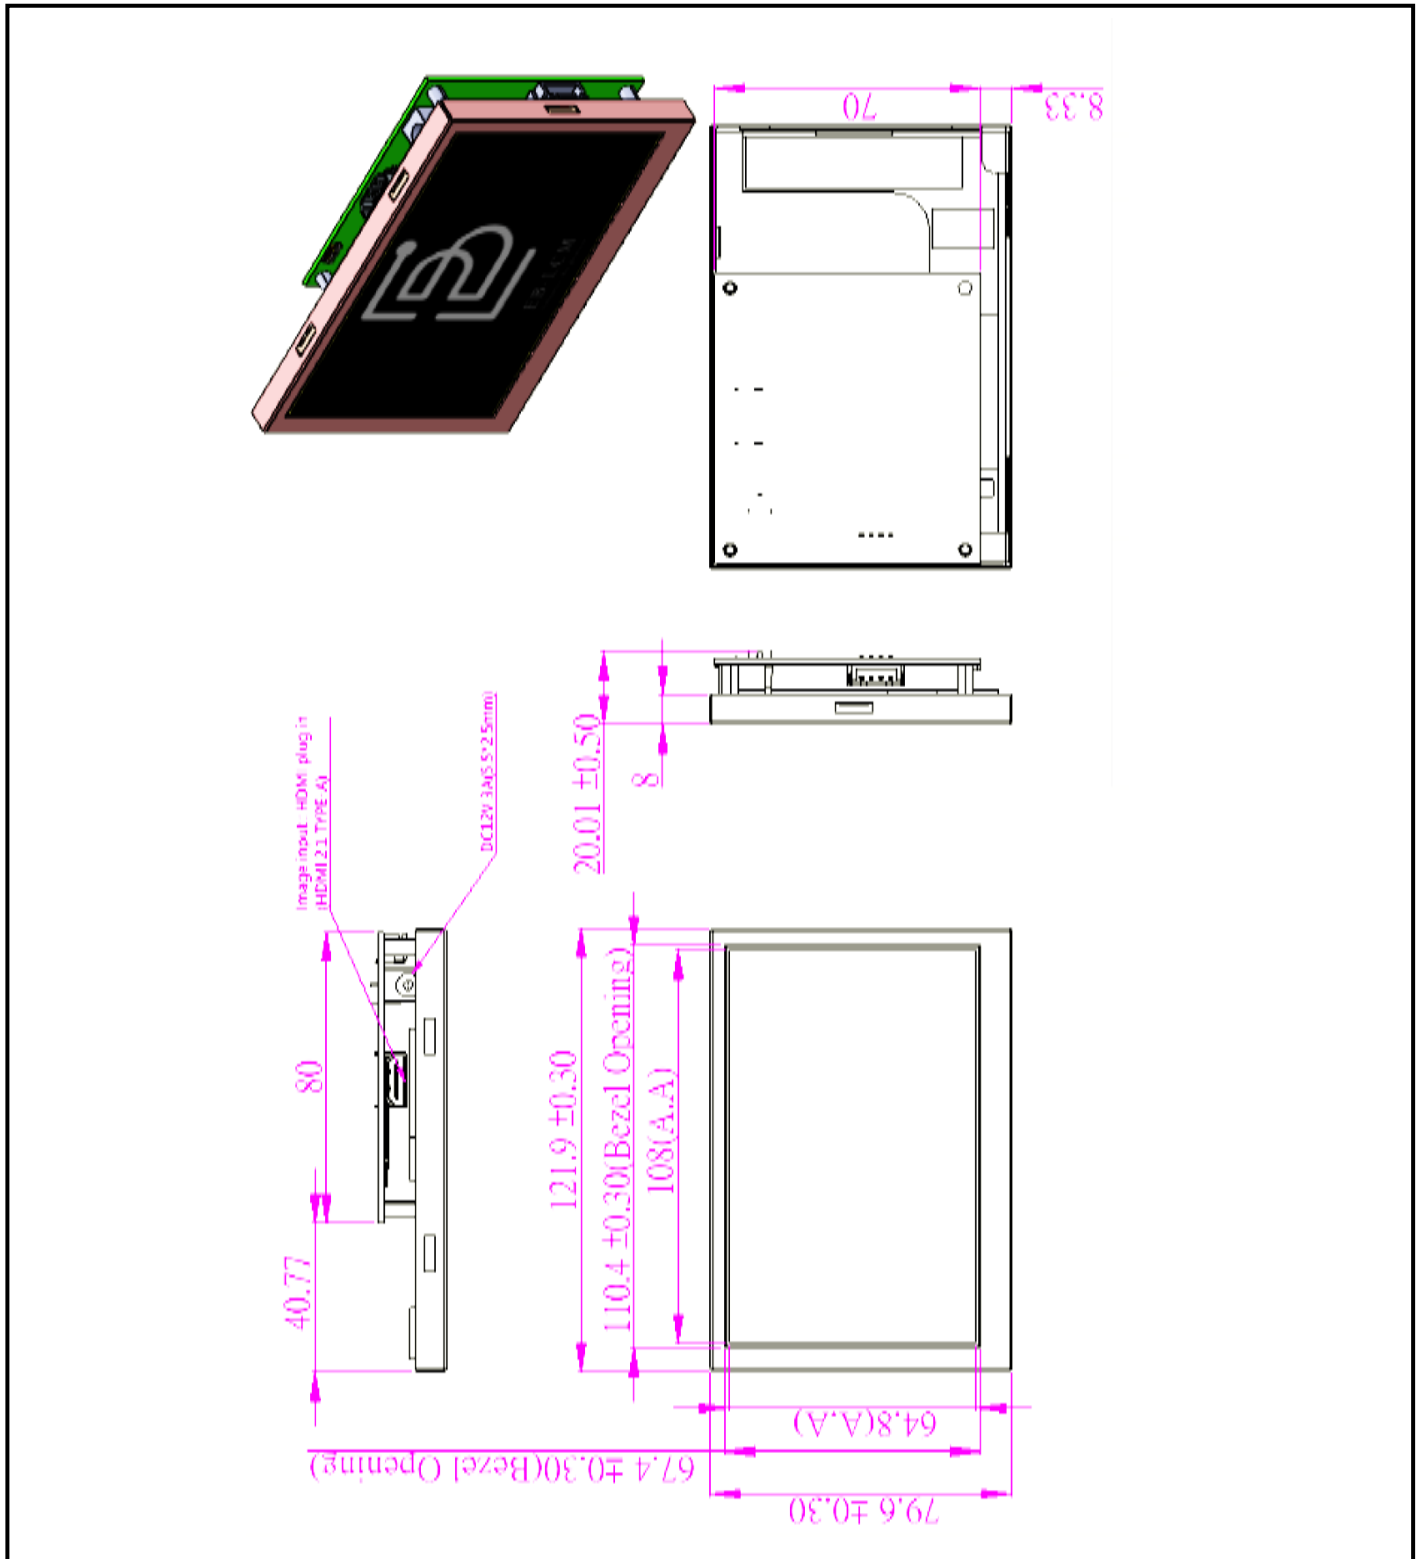 70
8.33
20.01 ±0.50
8
Image input: HDMI plug in
(HDMI 2.1 TYPE A)
DC12V 3A(5.5*2.5mm)
80
40.77
121.9 ±0.30
110.4 ±0.30(Bezel Opening)
108(A.A)
64.8(A.A)
67.4 ±0.30(Bezel Opening)
79.6 ±0.30